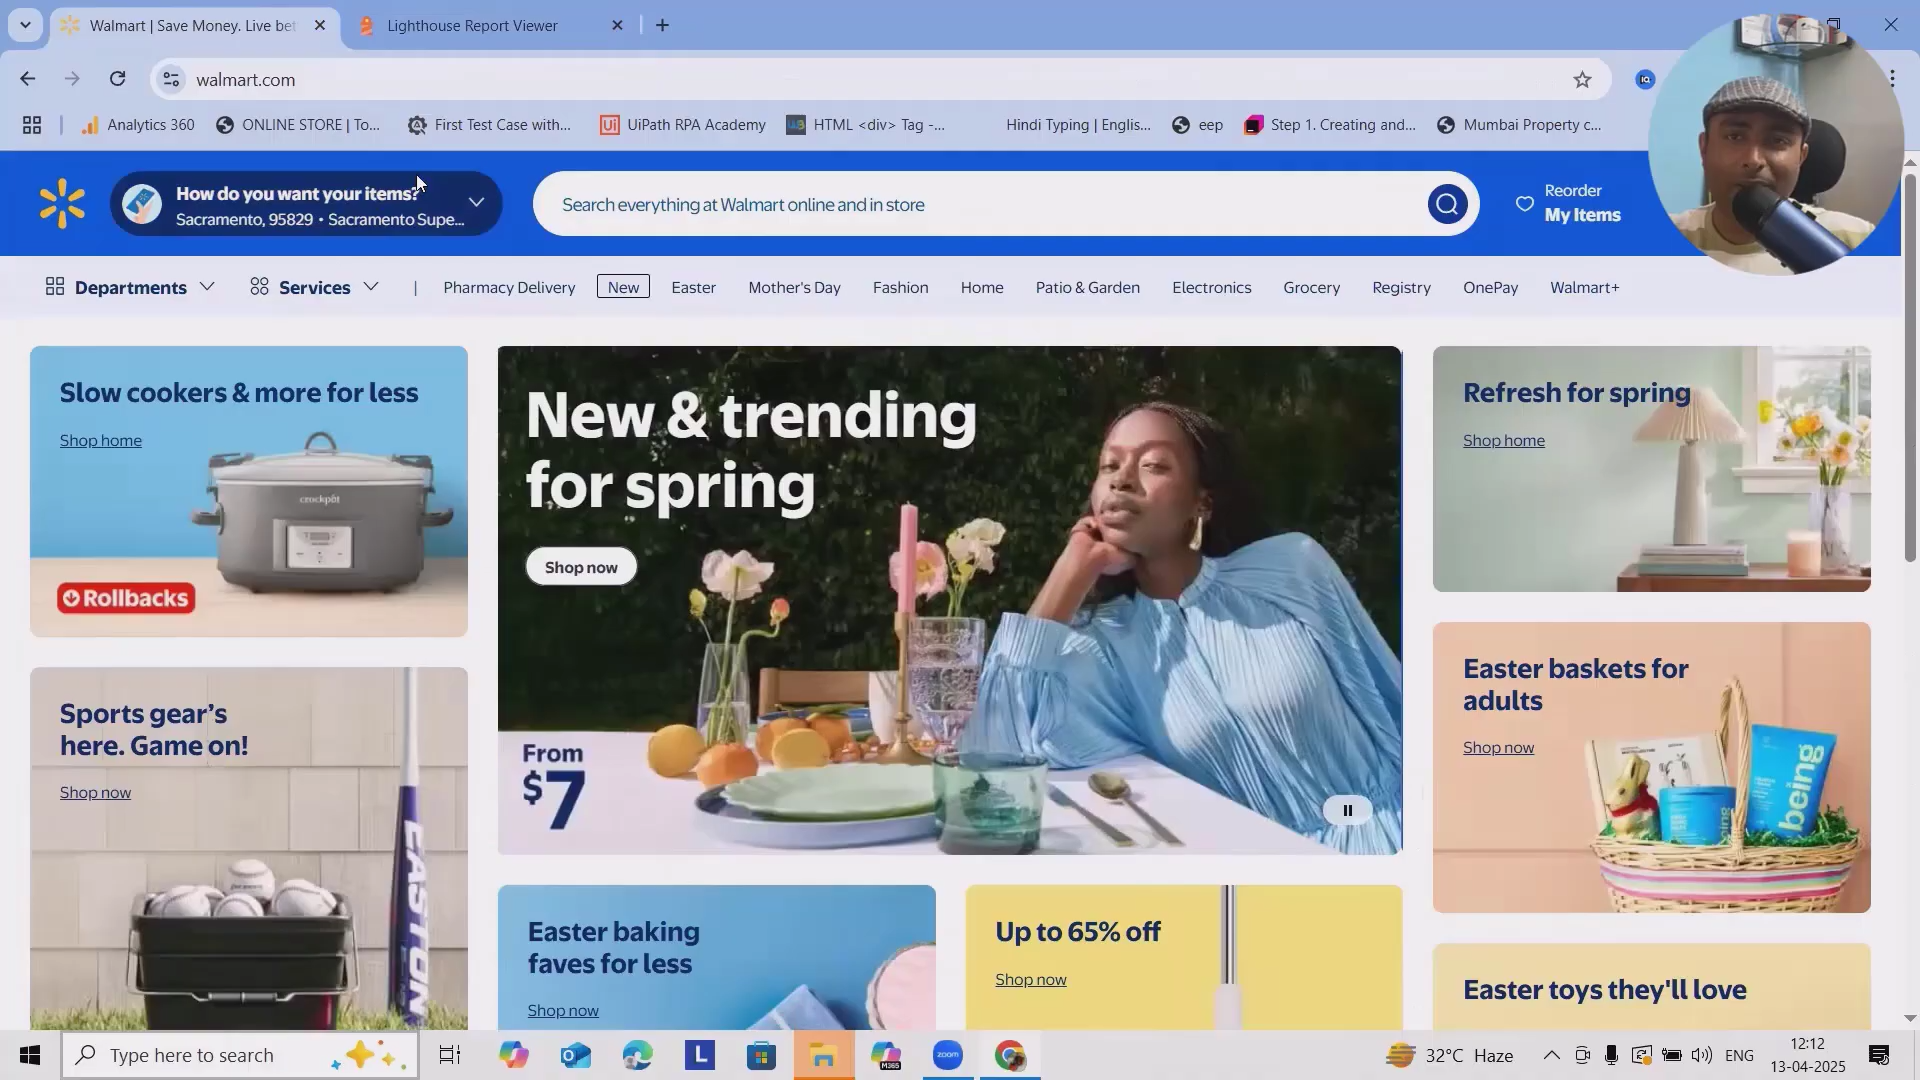 Walmart | Save Money. Live bet
Lighthouse Report Viewer
walmart.com
Analytics 360
ONLINE STORE | To...
First Test Case with...
UiPath RPA Academy
HTML <div> Tag -...
Hindi Typing | Englis...
eep
Step 1. Creating and...
Mumbai Property c...
How do you want your items?
Sacramento, 95829 • Sacramento Supe...
Search everything at Walmart online and in store
Reorder
My Items
Departments
Services
Pharmacy Delivery
New
Easter
Mother's Day
Fashion
Home
Patio & Garden
Electronics
Grocery
Registry
OnePay
Walmart+
Slow cookers & more for less
Shop home
crockpot
Rollbacks
New & trending
for spring
Shop now
From
$7
Refresh for spring
Shop home
Sports gear's
here. Game on!
Shop now
EASTON
Easter baskets for
adults
Shop now
being
Easter baking
faves for less
Shop now
Up to 65% off
Shop now
Easter toys they'll love
Type here to search
zoom
M365
32°C Haze
ENG
12:12
13-04-2025